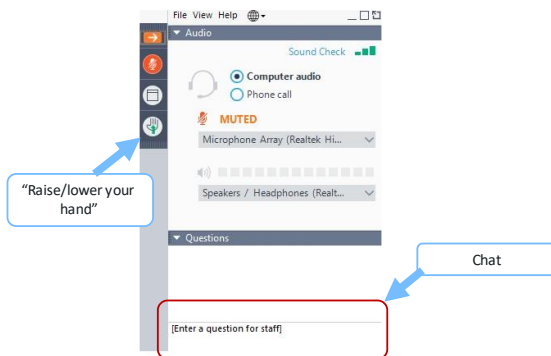 File View Help
Audio
Sound Check
Computer audio
Phone call
MUTED
Microphone Array (Realtek Hi...
Speakers / Headphones (Realt...
"Raise/lower your
hand"
Questions
Chat
[Enter a question for staff]